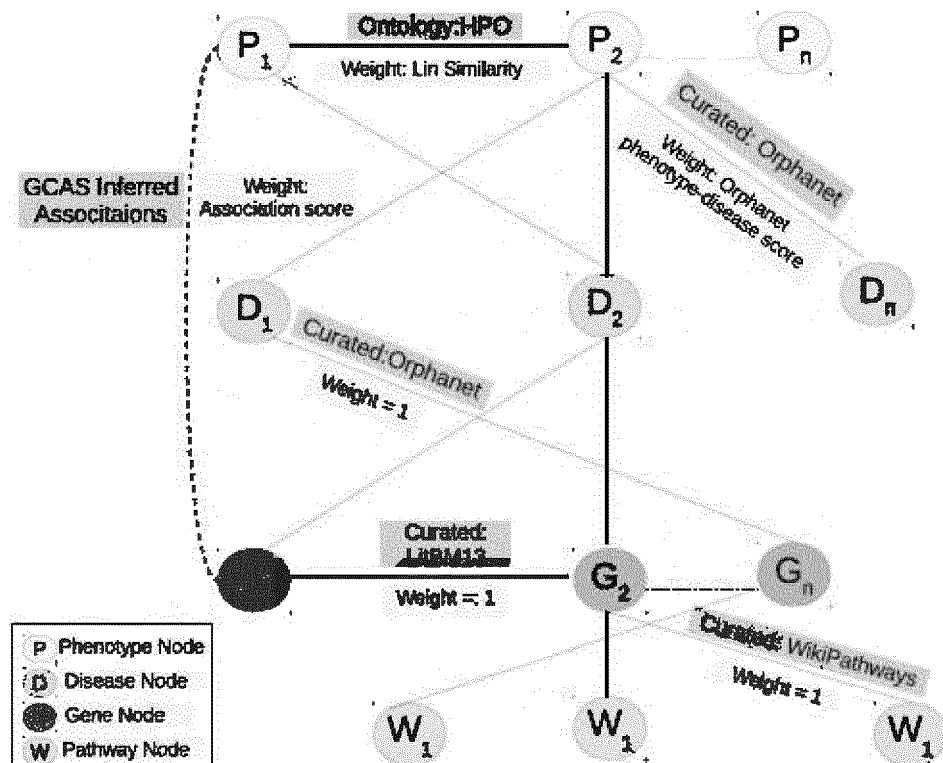 P1
Ontology:HPO
P2
Pn
Weight: Lin Similarity
Curated: Orphanet
Weight: Orphanet
phenotype-disease score
GCAS Inferred
Associtaions
Weight:
Association score
D1
D2
Dn
Curated:Orphanet
Weight = 1
Curated:
Weight = 1
G2
Gn
Curated: WikiPathways
Weight = 1
W1
W1
W1
P Phenotype Node
D Disease Node
Gene Node
W Pathway Node